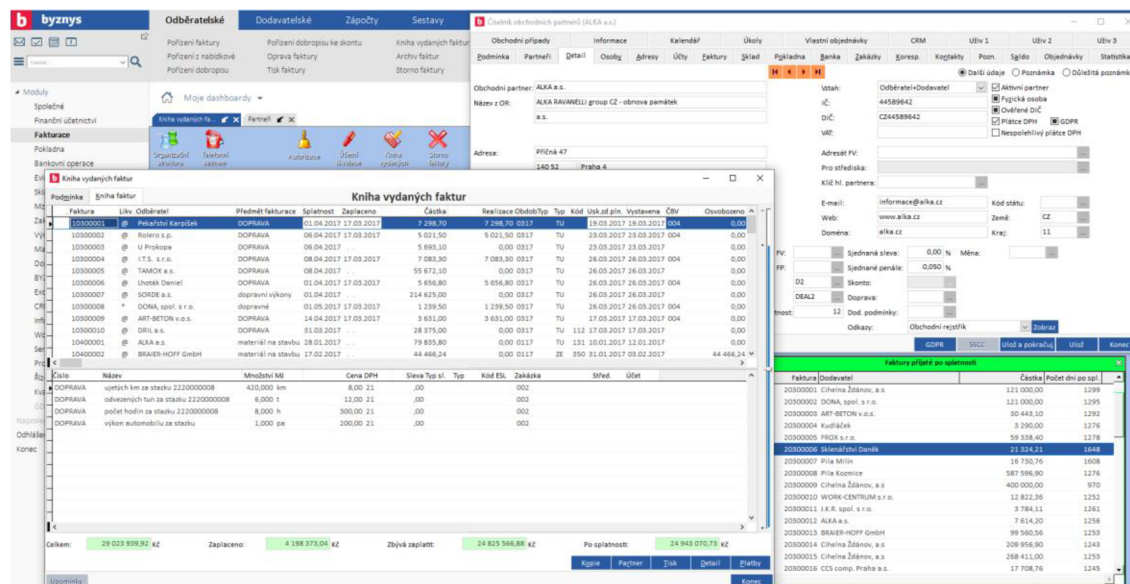 byznys
Odběratelské Dodavatelské Zápočty Sestavy
Pořízení faktury Pořízení dobropisu ke skontu Kniha vydaných faktur
Pořízení z nabídkové Oprava faktury Archiv faktur
Pořízení dobropisu Tisk faktury Storno faktury
Moduly
Společné
Finanční účetnictví
Fakturace
Pokladna
Bankovní operace
Odhláše
Konec
Moje dashboardy
Kniha vydaných fa... Partneři
Organizační struktura Telefonní seznam Autorizace Účení likvidace Kniha vydaných Storno faktury
Číselník obchodních partnerů (ALKA a.s.)
Obchodní případy Informace Kalendář Úkoly Vlastní objednávky CRM Uživ 1 Uživ 2 Uživ 3
Podmínka Partneři Detail Osoby Adresy Účty Faktury Sklad Pokladna Banka Zakázky Koresp. Kontakty Pozn. Saldo Objednávky Statistika
Další údaje Poznámka Důležitá poznámk
Obchodní partner: ALKA a.s.
Název z OR: ALKA RAVANELLI group CZ - obnova památek
a.s.
Adresa: Příčná 47
140 52 Praha 4
Vztah: Odběratel+Dodavatel
IČ: 44589642
DIČ: CZ44589642
VAT:
Aktivní partner
Fyzická osoba
Ověřené DIČ
Plátce DPH GDPR
Nespolehlivý plátce DPH
Adresát FV:
Pro střediska:
Klíč hl. partnera:
E-mail: informace@alka.cz Kód státu:
Web: www.alka.cz Země: CZ
Doména: alka.cz Kraj: 11
FV: Sjednaná sleva: 0,00 % Měna:
FP: Sjednané penále: 0,050 %
D2 Skonto:
DEAL2 Doprava:
12 Dod. podmínky:
Odkazy: Obchodní rejstřík Zobraz
GDPR SSCC Ulož a pokračuj Ulož Konec
Kniha vydaných faktur
Podmínka Kniha faktur
Kniha vydaných faktur
Faktura Likv. Odběratel Předmět fakturace Splatnost Zaplaceno Částka Realizace ObdobTyp Typ Kód Usk.zd.pln. Vystavena ČBV Osvobozeno
10300001 @ Pekařství Karpíšek DOPRAVA 01.04.2017 17.03.2017 7 298,70 7 298,70 0317 TU 19.03.2017 19.03.2017 004 0,00
10300002 @ Rolero s.p. DOPRAVA 06.04.2017 17.03.2017 5 021,50 5 021,50 0317 TU 23.03.2017 23.03.2017 004 0,00
10300003 @ U Prokopa DOPRAVA 06.04.2017 . . 5 693,10 0,00 0317 TU 23.03.2017 23.03.2017 0,00
10300004 @ I.T.S. s.r.o. DOPRAVA 08.04.2017 17.03.2017 7 083,30 7 083,30 0317 TU 26.03.2017 26.03.2017 004 0,00
10300005 @ TAMOX a.s. DOPRAVA 08.04.2017 . . 55 672,10 0,00 0317 TU 26.03.2017 26.03.2017 0,00
10300006 @ Lhoták Daniel DOPRAVA 01.04.2017 17.03.2017 5 656,80 5 656,80 0317 TU 26.03.2017 26.03.2017 004 0,00
10300007 @ SORDE a.s. dopravní výkony 01.04.2017 . . 214 625,00 0,00 0317 TU 26.03.2017 26.03.2017 0,00
10300008 * DONA, spol. s r.o. dopravné 01.05.2017 17.03.2017 1 239,50 1 239,50 0317 TU 26.03.2017 26.03.2017 004 0,00
10300009 @ ART-BETON v.o.s. DOPRAVA 14.04.2017 17.03.2017 3 631,00 3 631,00 0317 TU 17.03.2017 17.03.2017 004 0,00
10300010 @ DRIL a.s. DOPRAVA 31.03.2017 . . 28 375,00 0,00 0317 TU 112 17.03.2017 17.03.2017 0,00
10400001 @ ALKA a.s. materiál na stavbu 28.01.2017 . . 79 835,80 0,00 0117 TU 131 10.01.2017 12.01.2017 0,00
10400002 @ BRAIER-HOFF GmbH materiál na stavbu 17.02.2017 . . 44 466,24 0,00 0117 ZE 350 31.01.2017 03.02.2017 44 466,24
Číslo Název Množství MJ Cena DPH Sleva Typ sl. Typ Kód ESL Zakázka Střed. Účet
DOPRAVA ujetých km za stazku 2220000008 420,000 km 8,00 21 ,00 002
DOPRAVA odvezených tun za stazku 2220000008 6,000 t 12,00 21 ,00 002
DOPRAVA počet hodin za stazku 2220000008 8,000 h 300,00 21 ,00 002
DOPRAVA výkon automobilu za stazku 1,000 pa 200,00 21 ,00 002
Celkem: 29 023 939,92 Kč Zaplaceno: 4 198 373,04 Kč Zbývá zaplatit: 24 825 566,88 Kč Po splatnosti: 24 943 070,73 Kč
Kopie Partner Tisk Detail Platby
Upomínky Konec
Faktury přijaté po splatnosti
Faktura Dodavatel Částka Počet dní po spl.
20300001 Cihelna Ždánov, a.s 121 000,00 1299
20300002 DONA, spol. s r.o. 121 000,00 1295
20300003 ART-BETON v.o.s. 30 443,10 1292
20300004 Kudláček 3 290,00 1276
20300005 FROX s.r.o. 59 338,40 1278
20300006 Sklenářství Daněk 21 324,21 1648
20300007 Pila Milín 16 730,76 1608
20300008 Pila Kozmice 587 596,90 1276
20300009 Cihelna Ždánov, a.s 400 000,00 970
20300010 WORK-CENTRUM s.r.o. 12 822,36 1252
20300011 J.K.R. spol. s r.o. 3 784,11 1261
20300012 ALKA a.s. 7 614,20 1256
20300013 BRAIER-HOFF GmbH 99 560,56 1253
20300014 Cihelna Ždánov, a.s 209 956,90 1243
20300015 Cihelna Ždánov, a.s 268 411,00 1253
20300016 CCS comp. Praha a.s. 17 708,76 1245